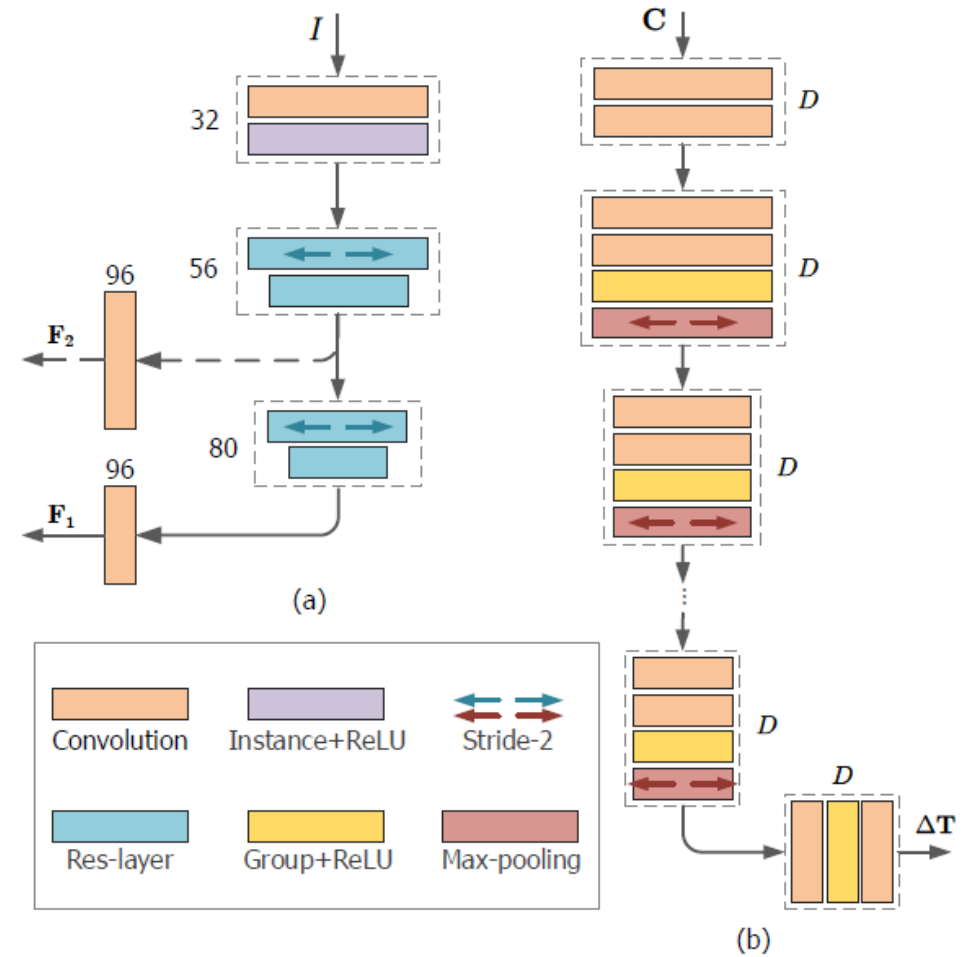 I
32
56
96
F₂
80
96
F₁
(a)
C
D
D
D
⋮
D
D
ΔT
(b)
Convolution
Instance+ReLU
Stride-2
Res-layer
Group+ReLU
Max-pooling